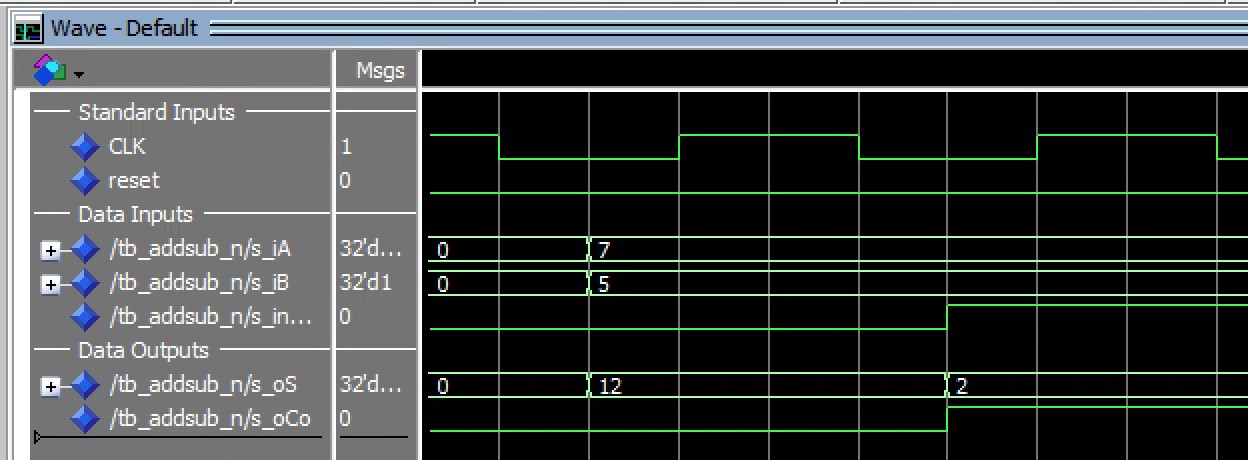 Wave - Default
Msgs
Standard Inputs
CLK 1
reset 0
Data Inputs
/tb_addsub_n/s_iA 32'd... 0 7
/tb_addsub_n/s_iB 32'd1 0 5
/tb_addsub_n/s_in... 0
Data Outputs
/tb_addsub_n/s_oS 32'd... 0 12 2
/tb_addsub_n/s_oCo 0